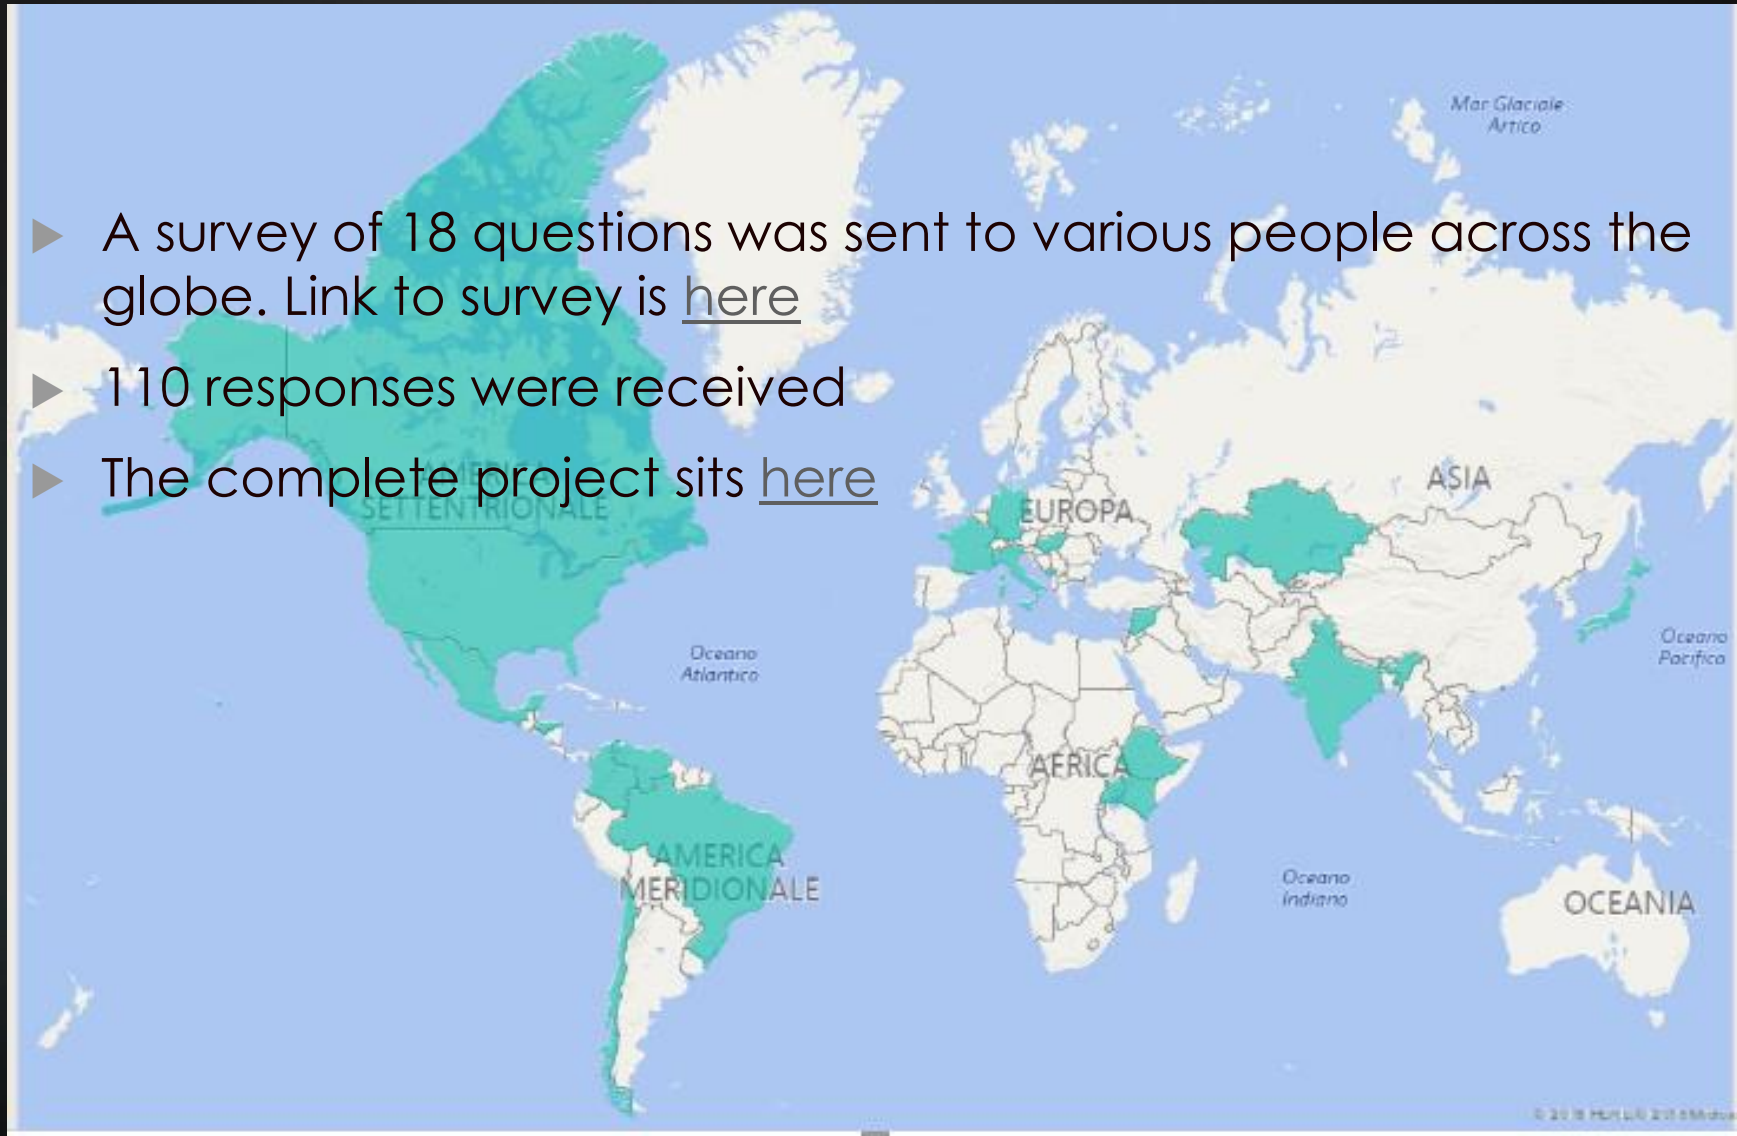 Mar Glaciale
Artico
A survey of 18 questions was sent to various people across the
globe. Link to survey is here
110 responses were received
The complete project sits here
AMERICA
SETTENTRIONALE
EUROPA
ASIA
Oceano
Atlantico
Oceano
Pacifico
AFRICA
AMERICA
MERIDIONALE
Oceano
Indiano
OCEANIA